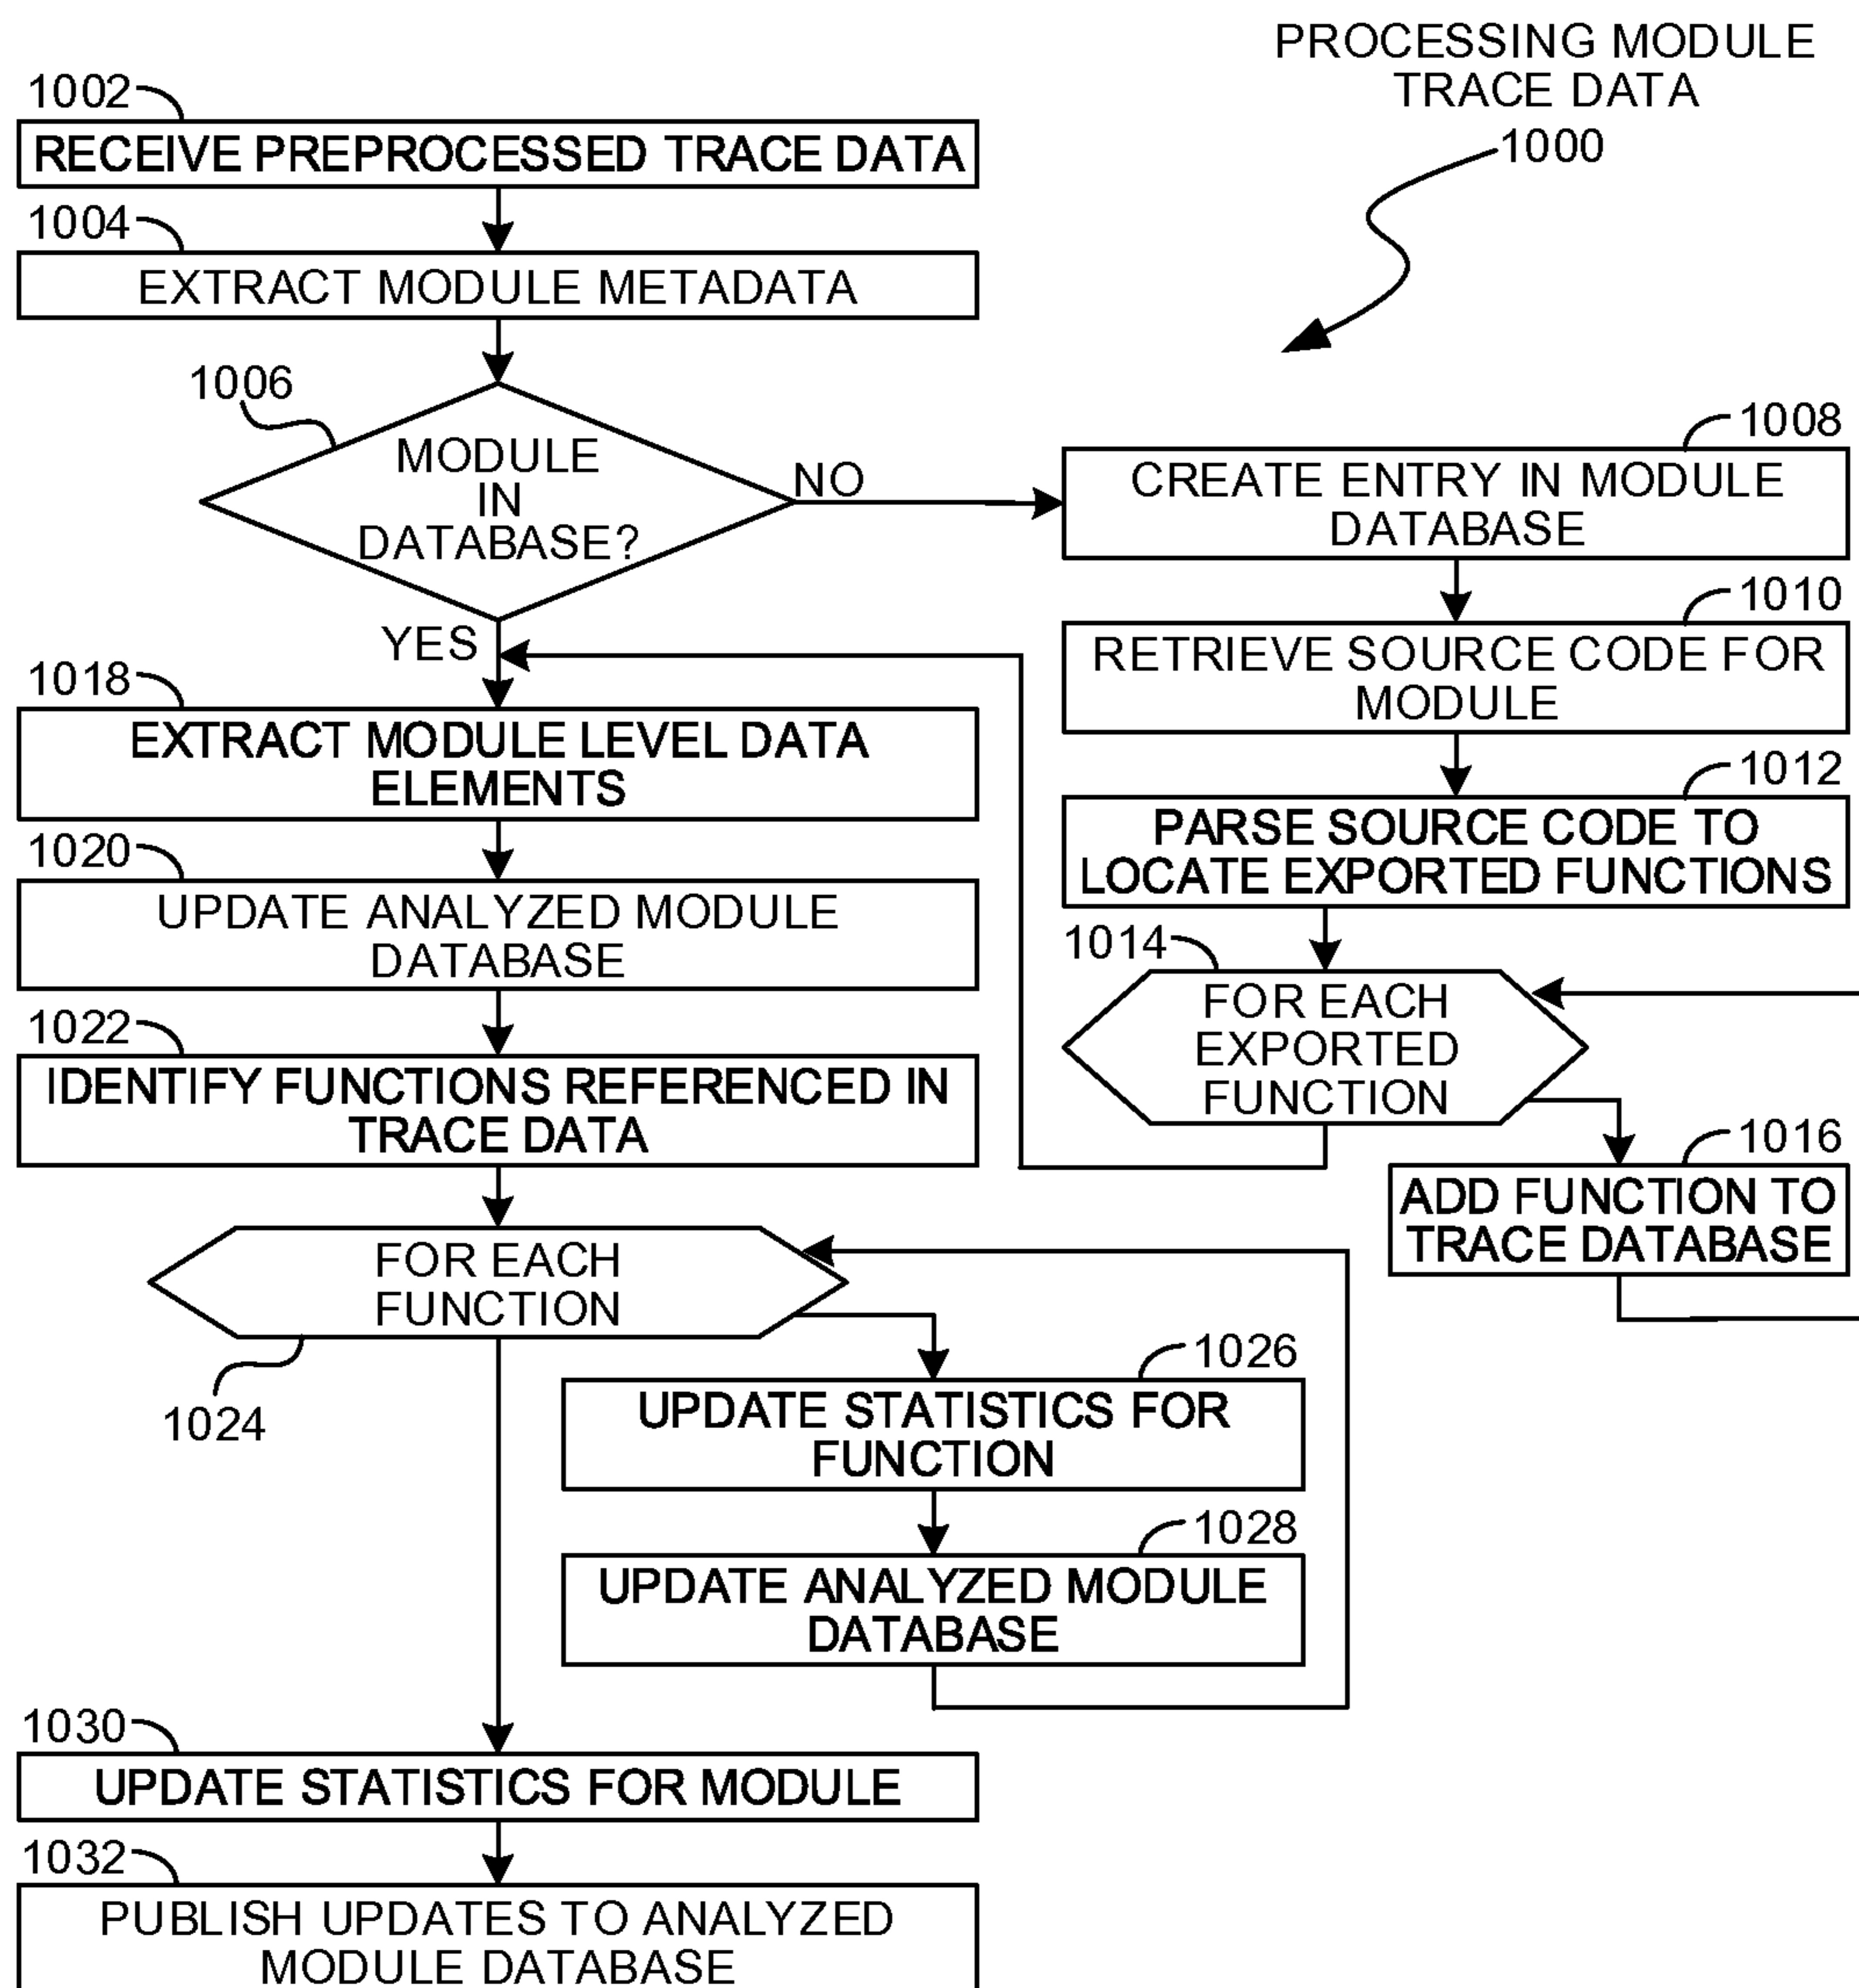 PROCESSING MODULE
TRACE DATA
1000
1002
RECEIVE PREPROCESSED TRACE DATA
1004
EXTRACT MODULE METADATA
1006
MODULE
IN
DATABASE?
NO
YES
1008
CREATE ENTRY IN MODULE
DATABASE
1010
RETRIEVE SOURCE CODE FOR
MODULE
1012
PARSE SOURCE CODE TO
LOCATE EXPORTED FUNCTIONS
1014
FOR EACH
EXPORTED
FUNCTION
1016
ADD FUNCTION TO
TRACE DATABASE
1018
EXTRACT MODULE LEVEL DATA
ELEMENTS
1020
UPDATE ANALYZED MODULE
DATABASE
1022
IDENTIFY FUNCTIONS REFERENCED IN
TRACE DATA
FOR EACH
FUNCTION
1024
1026
UPDATE STATISTICS FOR
FUNCTION
1028
UPDATE ANALYZED MODULE
DATABASE
1030
UPDATE STATISTICS FOR MODULE
1032
PUBLISH UPDATES TO ANALYZED
MODULE DATABASE